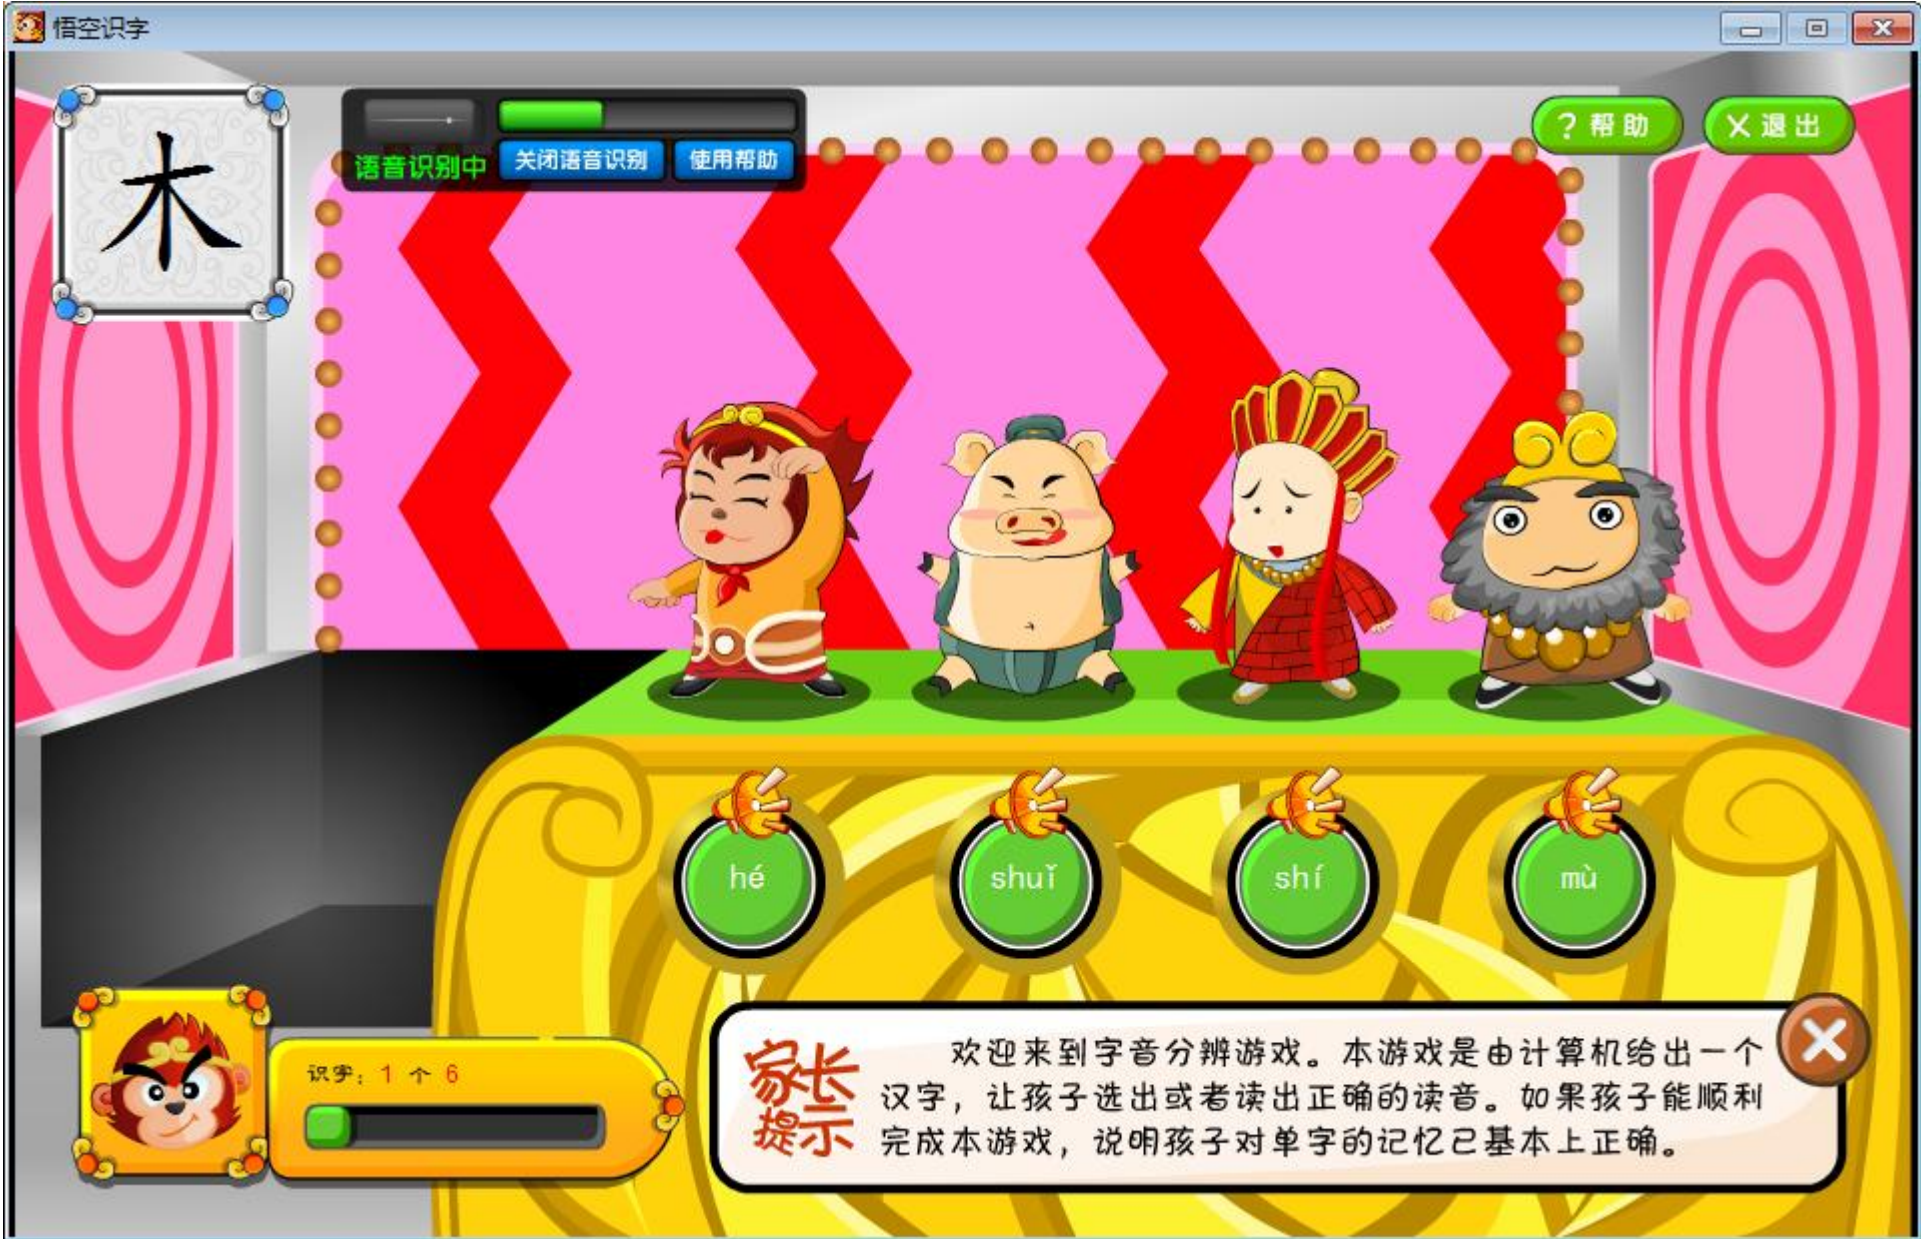 悟空识字
木
语音识别中
关闭语音识别
使用帮助
? 帮助
X 退出
hé
shuǐ
shí
mù
识字：1 个 6
家长
提示
欢迎来到字音分辨游戏。本游戏是由计算机给出一个
汉字，让孩子选出或者读出正确的读音。如果孩子能顺利
完成本游戏，说明孩子对单字的记忆已基本上正确。